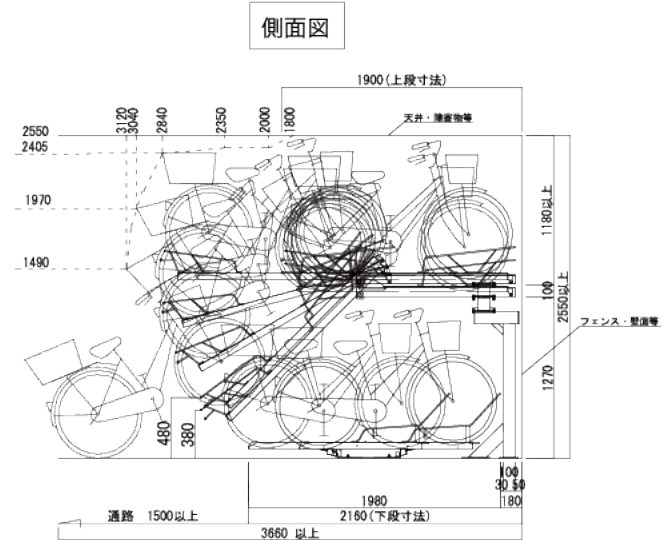 側面図
1900(上段寸法)
3120
3040
2840
2350
2000
1800
天井・障害物等
2550
2405
1970
1490
1180以上
100
2550以上
フェンス・壁面等
1270
480
380
100
30 50
1980
180
通路 1500以上
2160(下段寸法)
3660 以上